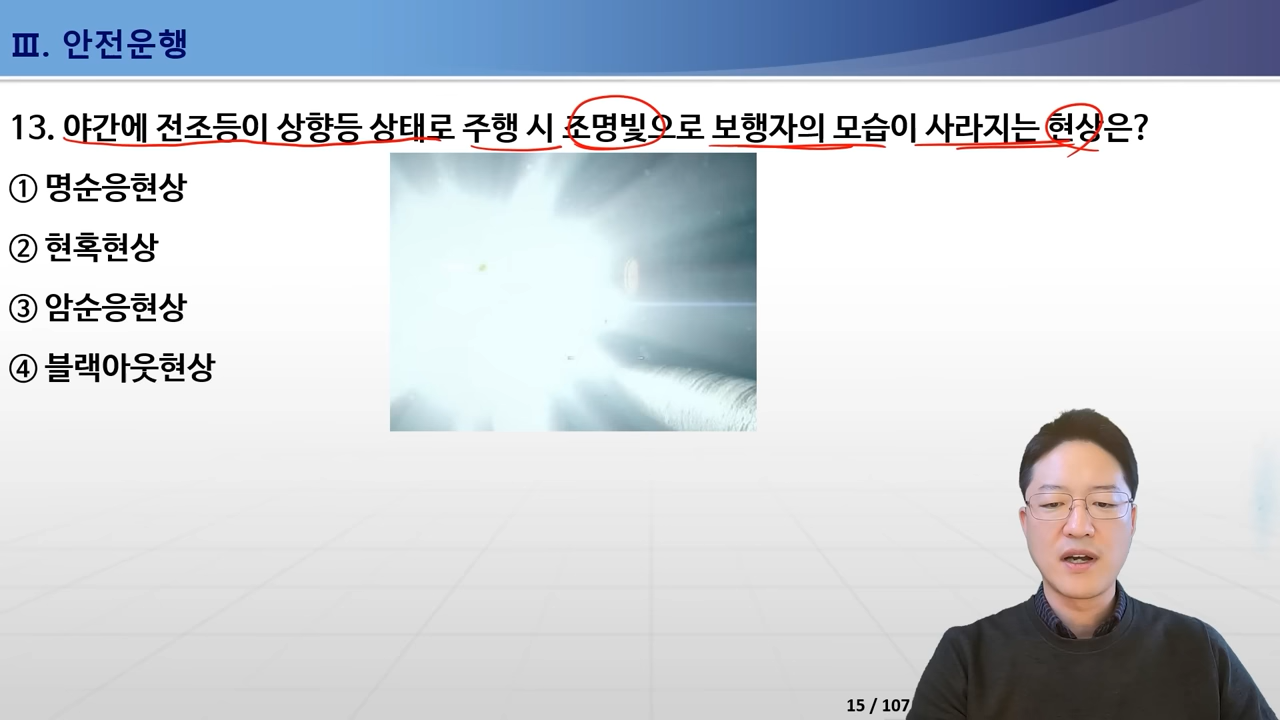 Ⅲ. 안전운행
13. 야간에 전조등이 상향등 상태로 주행 시 조명빛으로 보행자의 모습이 사라지는 현상은?
① 명순응현상
② 현혹현상
③ 암순응현상
④ 블랙아웃현상
15 / 107